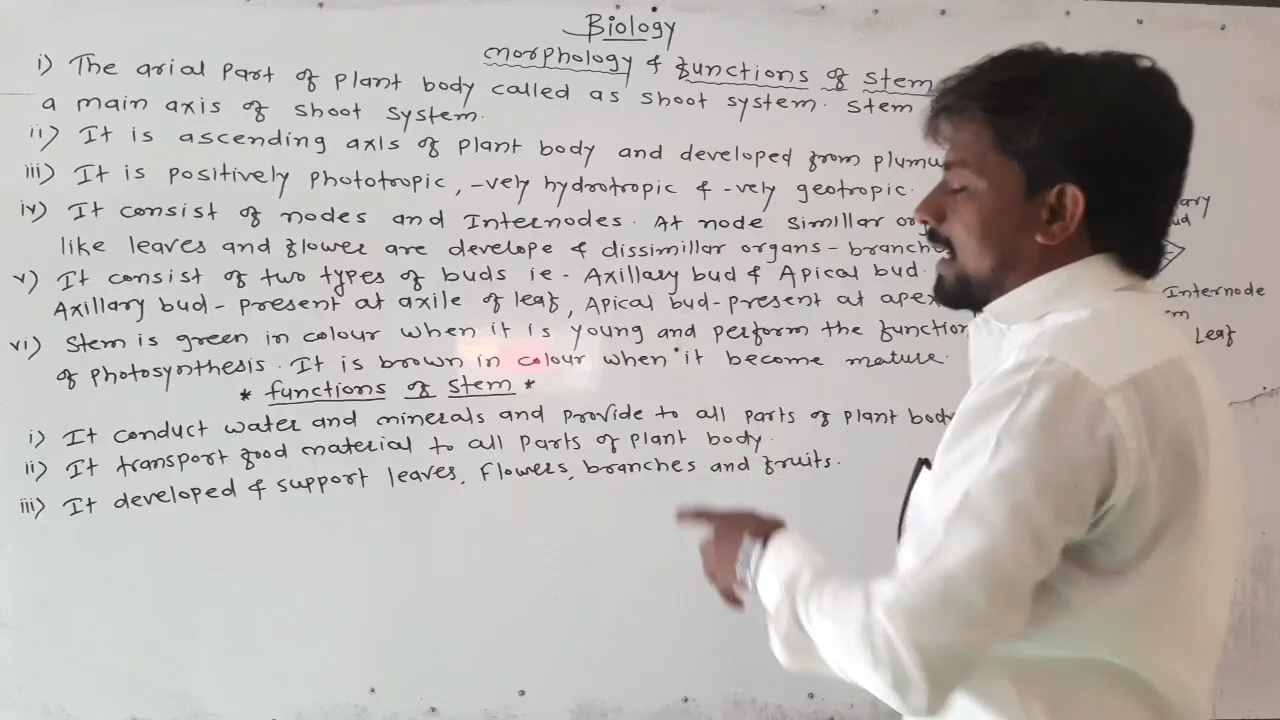 Biology
morphology & functions of stem
i) The arial part of plant body called as shoot system. stem
a main axis of shoot system.
ii) It is ascending axis of plant body and developed from
iii) It is positively phototropic, -vely hydrotropic & -vely geotropic.
iv) It consist of nodes and Internodes. At node simillar
like leaves and flower are develope & dissimillar organs -
v) It consist of two types of buds ie - Axillary bud & Apical bud.
Axillary bud - present at axile of leaf, Apical bud - present at apex
vi) Stem is green in colour when it is young and perform the function
of photosynthesis. It is brown in colour when it become mature.
* functions of stem *
i) It conduct water and minerals and provide to all parts of plant body
ii) It transport food material to all parts of plant body.
iii) It developed & support leaves, flowers, branches and fruits.
Internode
Leaf